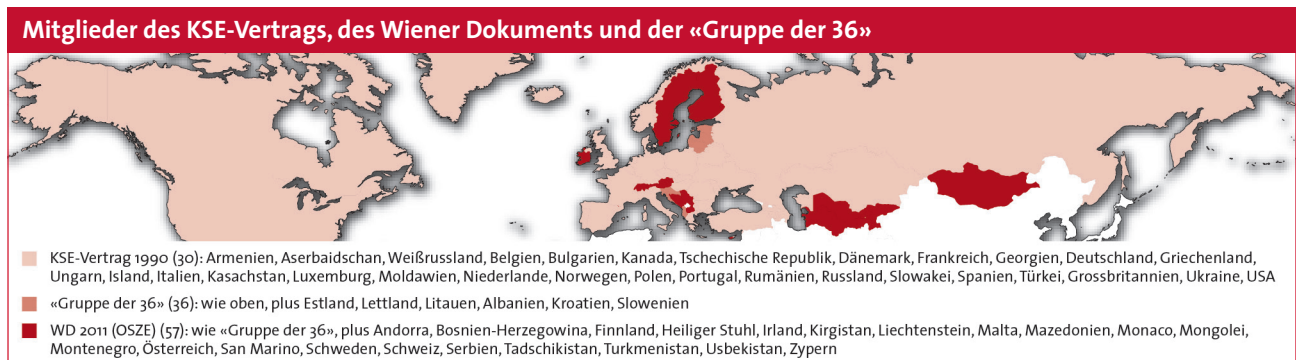 Mitglieder des KSE-Vertrags, des Wiener Dokuments und der «Gruppe der 36»
KSE-Vertrag 1990 (30): Armenien, Aserbaidschan, Weißrussland, Belgien, Bulgarien, Kanada, Tschechische Republik, Dänemark, Frankreich, Georgien, Deutschland, Griechenland,
Ungarn, Island, Italien, Kasachstan, Luxemburg, Moldawien, Niederlande, Norwegen, Polen, Portugal, Rumänien, Russland, Slowakei, Spanien, Türkei, Grossbritannien, Ukraine, USA
«Gruppe der 36» (36): wie oben, plus Estland, Lettland, Litauen, Albanien, Kroatien, Slowenien
WD 2011 (OSZE) (57): wie «Gruppe der 36», plus Andorra, Bosnien-Herzegowina, Finnland, Heiliger Stuhl, Irland, Kirgistan, Liechtenstein, Malta, Mazedonien, Monaco, Mongolei,
Montenegro, Österreich, San Marino, Schweden, Schweiz, Serbien, Tadschikistan, Turkmenistan, Usbekistan, Zypern